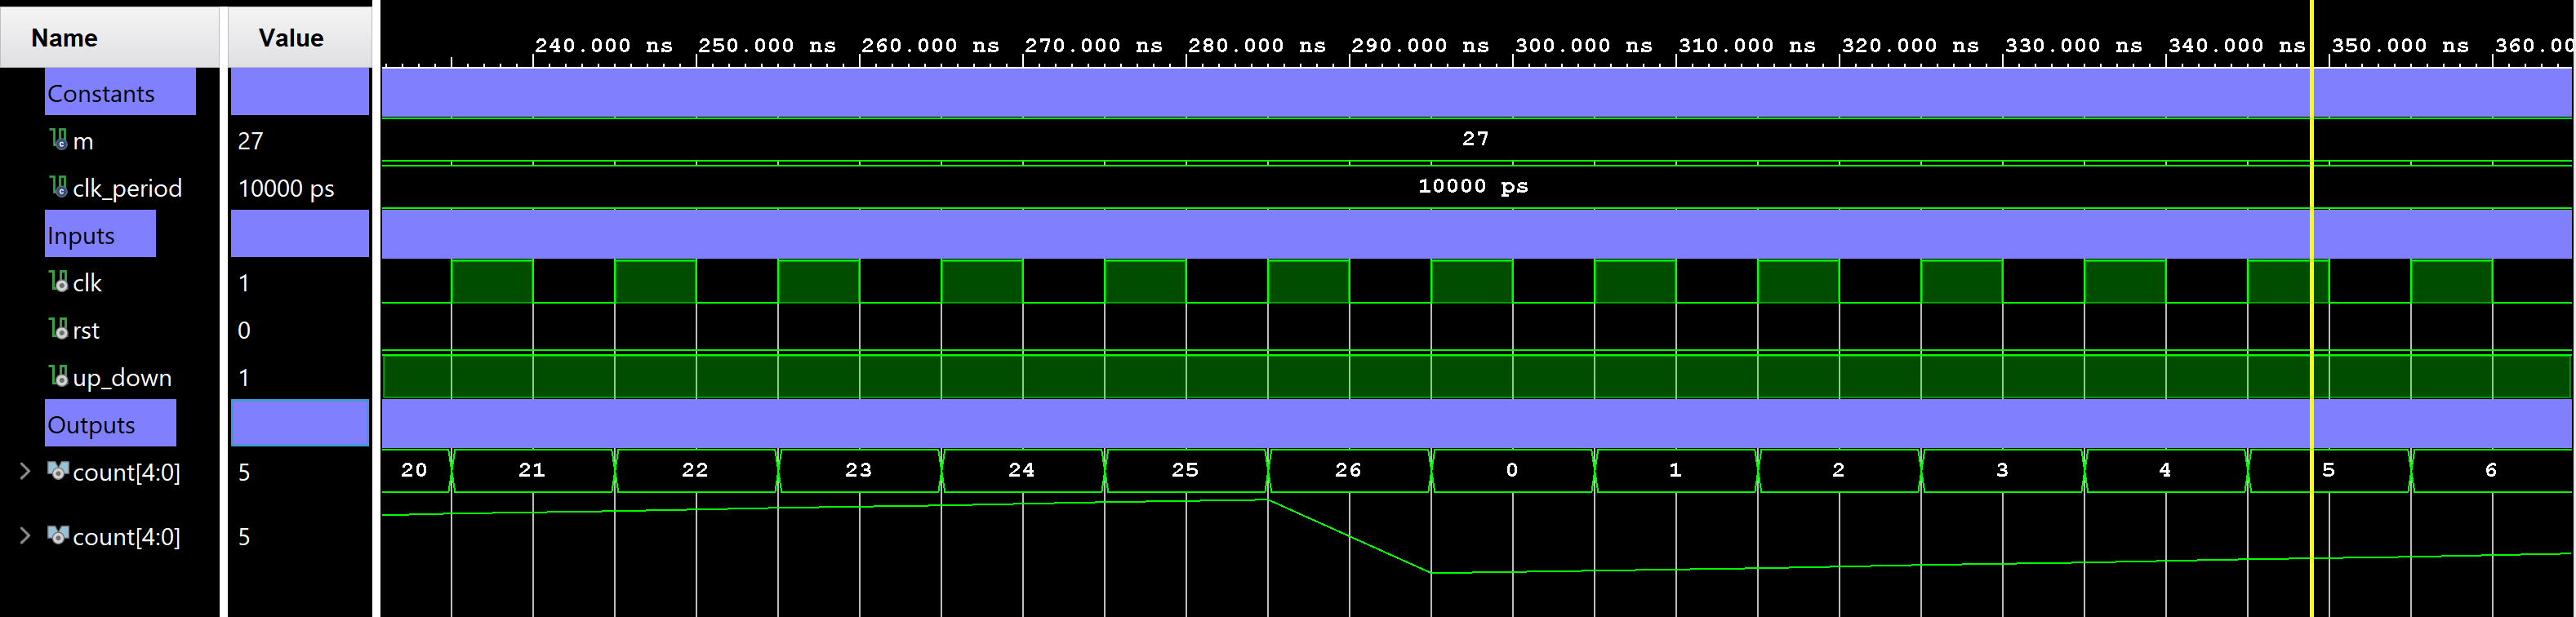 Name Value 240.000 ns 250.000 ns 260.000 ns 270.000 ns 280.000 ns 290.000 ns 300.000 ns 310.000 ns 320.000 ns 330.000 ns 340.000 ns 350.000 ns 360.00
Constants
m 27 27
clk_period 10000 ps 10000 ps
Inputs
clk 1
rst 0
up_down 1
Outputs
count[4:0] 5 20 21 22 23 24 25 26 0 1 2 3 4 5 6
count[4:0] 5